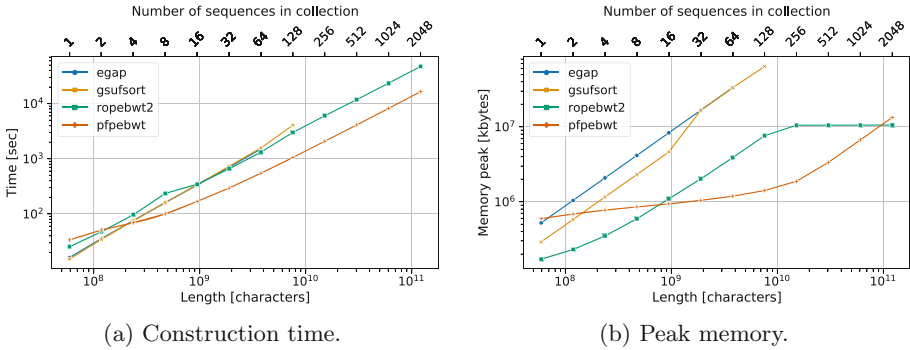 Number of sequences in collection
1 2 4 8 16 32 64 128 256 512 1024 2048
egap
gsufsort
ropebwt2
pfpebwt
Time [sec]
10^4
10^3
10^2
10^8 10^9 10^10 10^11
Length [characters]
(a) Construction time.
Number of sequences in collection
1 2 4 8 16 32 64 128 256 512 1024 2048
egap
gsufsort
ropebwt2
pfpebwt
Memory peak [kbytes]
10^7
10^6
10^8 10^9 10^10 10^11
Length [characters]
(b) Peak memory.